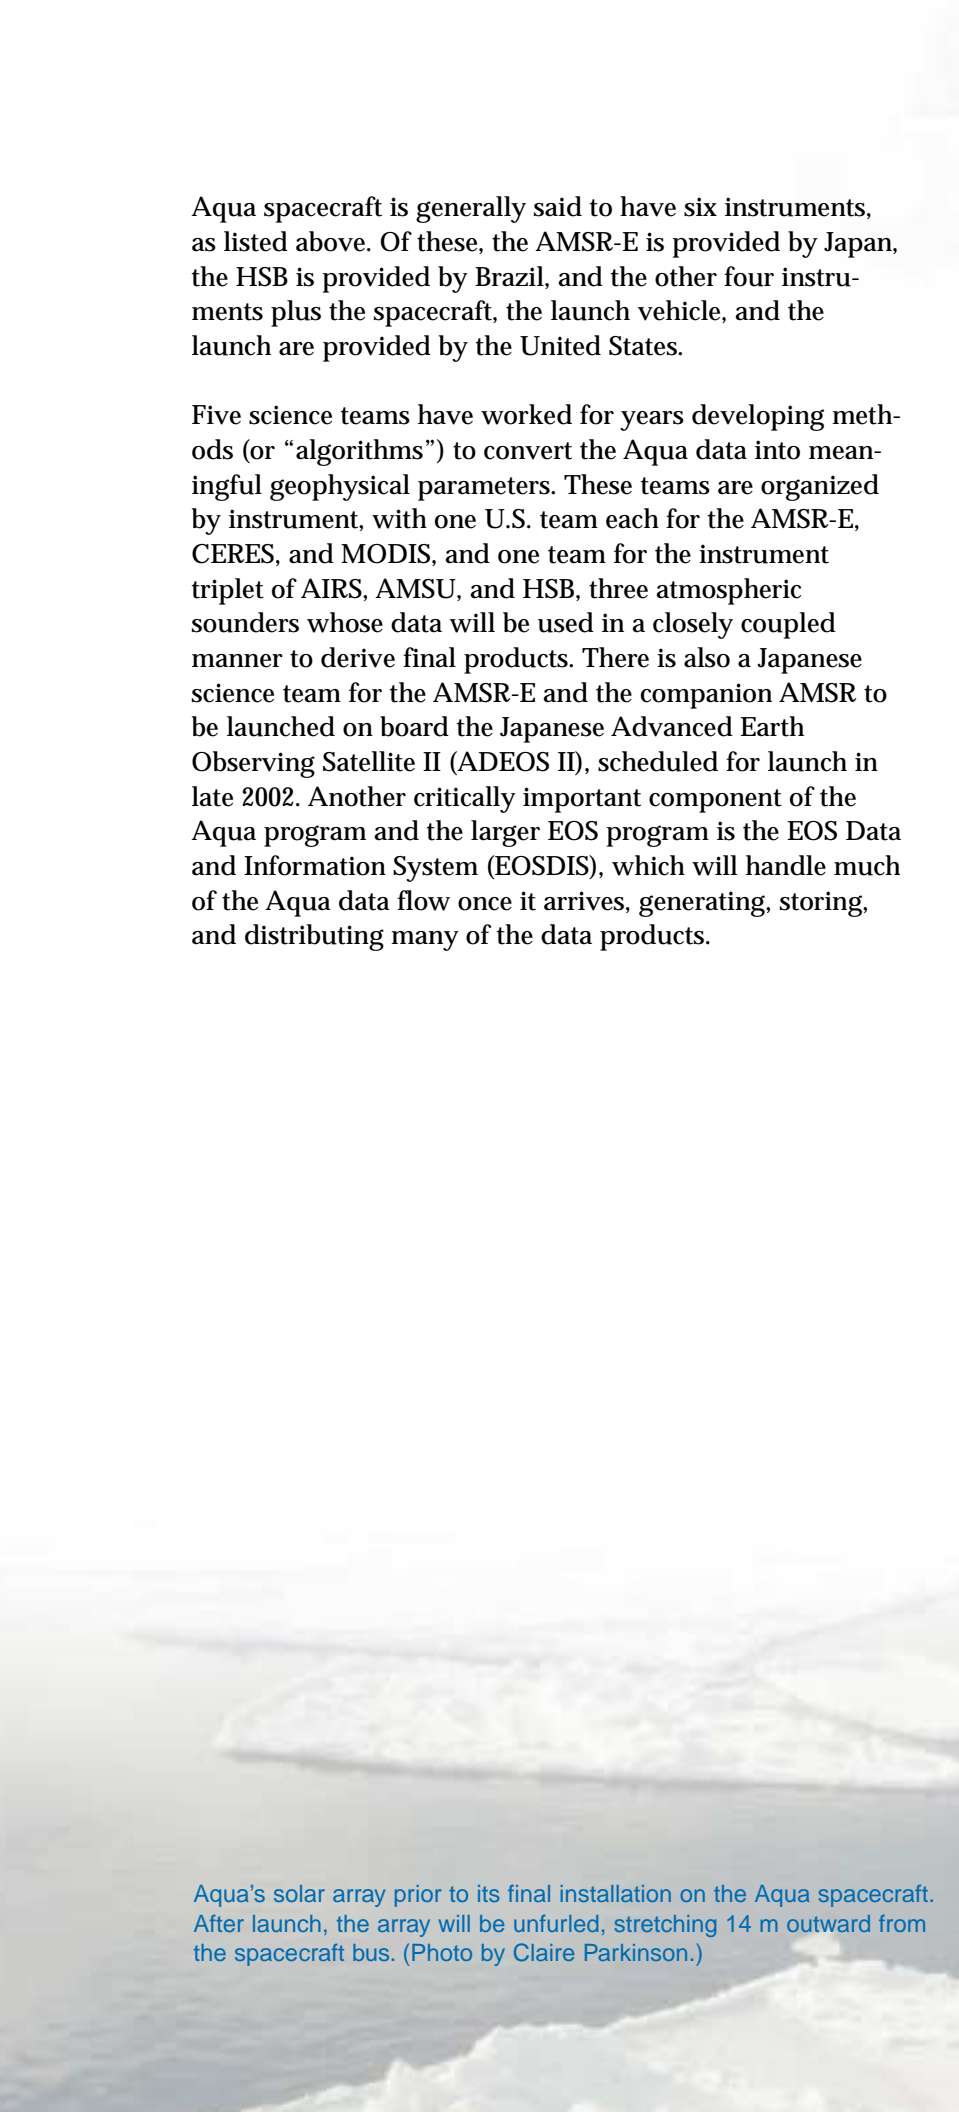 Aqua spacecraft is generally said to have six instruments,
as listed above. Of these, the AMSR-E is provided by Japan,
the HSB is provided by Brazil, and the other four instru-
ments plus the spacecraft, the launch vehicle, and the
launch are provided by the United States.
Five science teams have worked for years developing meth-
ods (or “algorithms”) to convert the Aqua data into mean-
ingful geophysical parameters. These teams are organized
by instrument, with one U.S. team each for the AMSR-E,
CERES, and MODIS, and one team for the instrument
triplet of AIRS, AMSU, and HSB, three atmospheric
sounders whose data will be used in a closely coupled
manner to derive final products. There is also a Japanese
science team for the AMSR-E and the companion AMSR to
be launched on board the Japanese Advanced Earth
Observing Satellite II (ADEOS II), scheduled for launch in
late 2002. Another critically important component of the
Aqua program and the larger EOS program is the EOS Data
and Information System (EOSDIS), which will handle much
of the Aqua data flow once it arrives, generating, storing,
and distributing many of the data products.
Aqua’s solar array prior to its final installation on the Aqua spacecraft.
After launch, the array will be unfurled, stretching 14 m outward from
the spacecraft bus. (Photo by Claire Parkinson.)